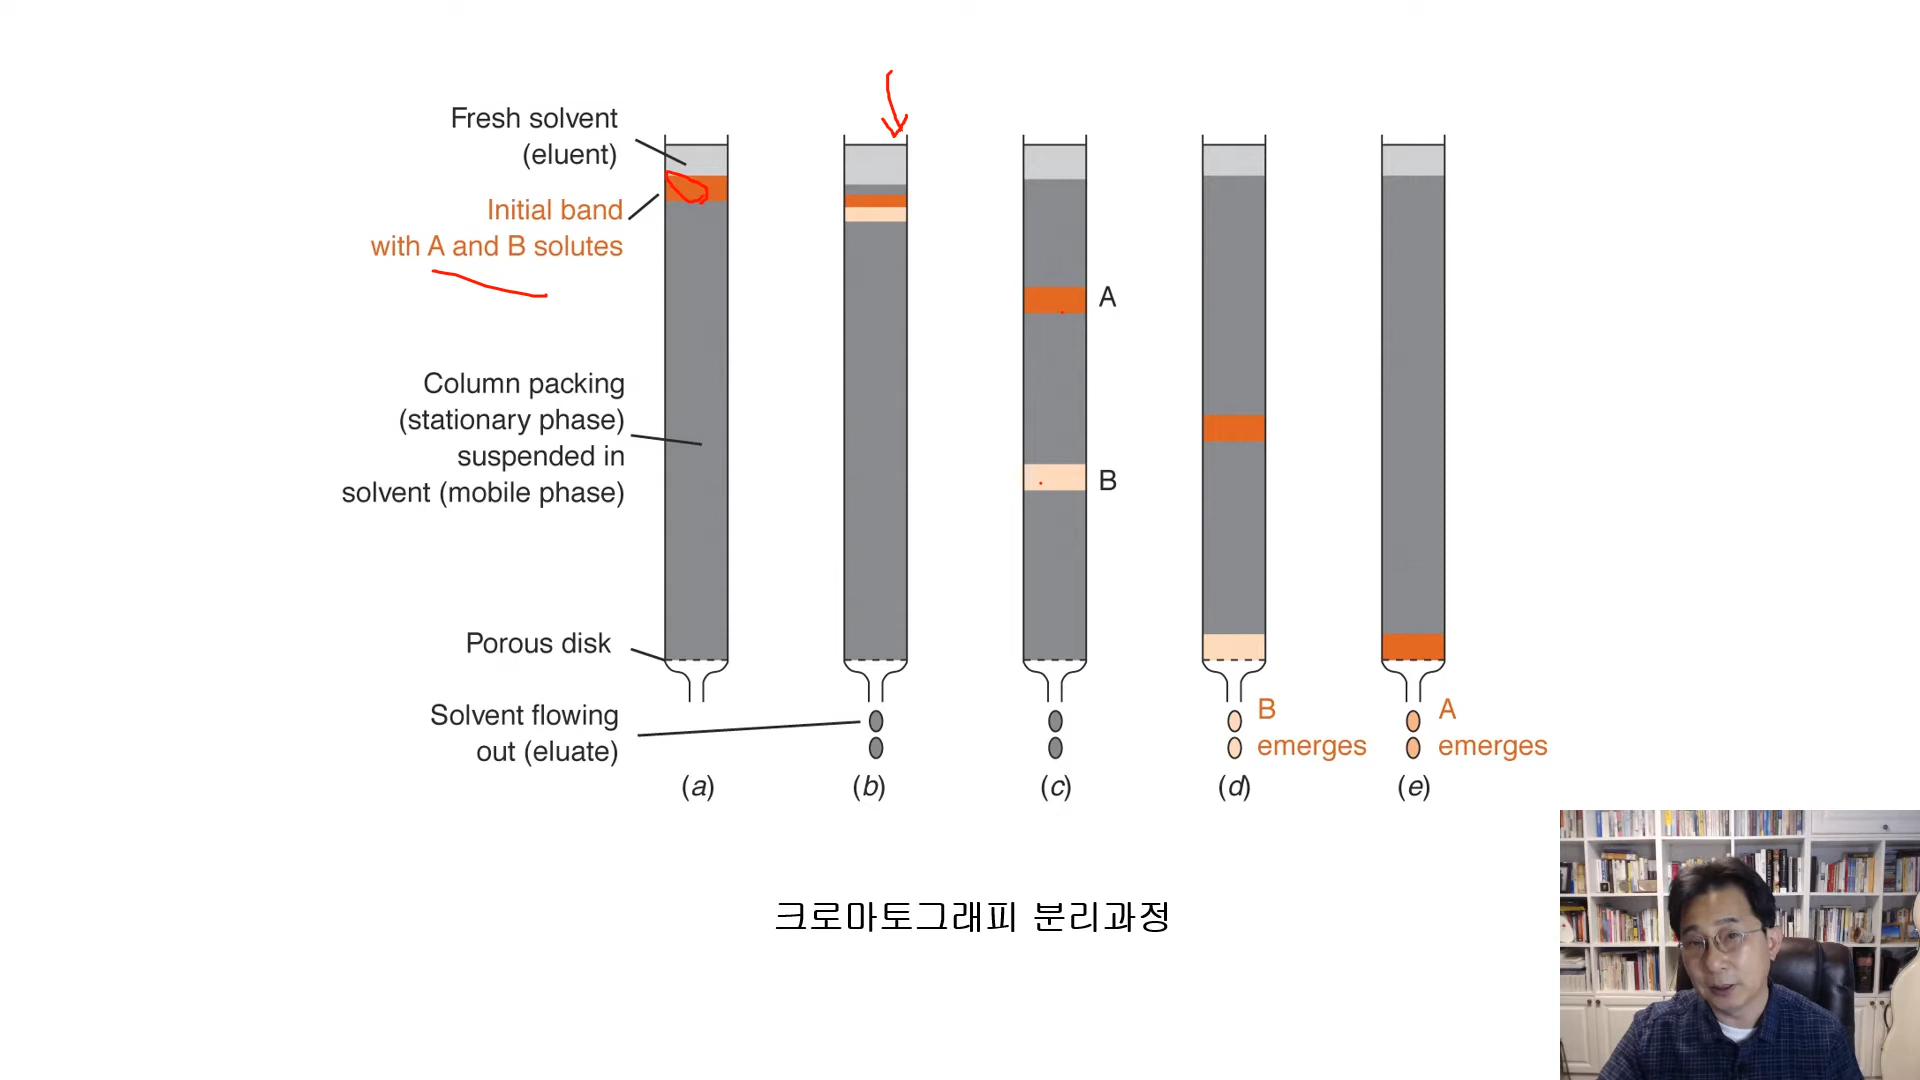 Fresh solvent
(eluent)
Initial band
with A and B solutes
Column packing
(stationary phase)
suspended in
solvent (mobile phase)
Porous disk
Solvent flowing
out (eluate)
A
B
B
emerges
A
emerges
(a)
(b)
(c)
(d)
(e)
크로마토그래피 분리과정